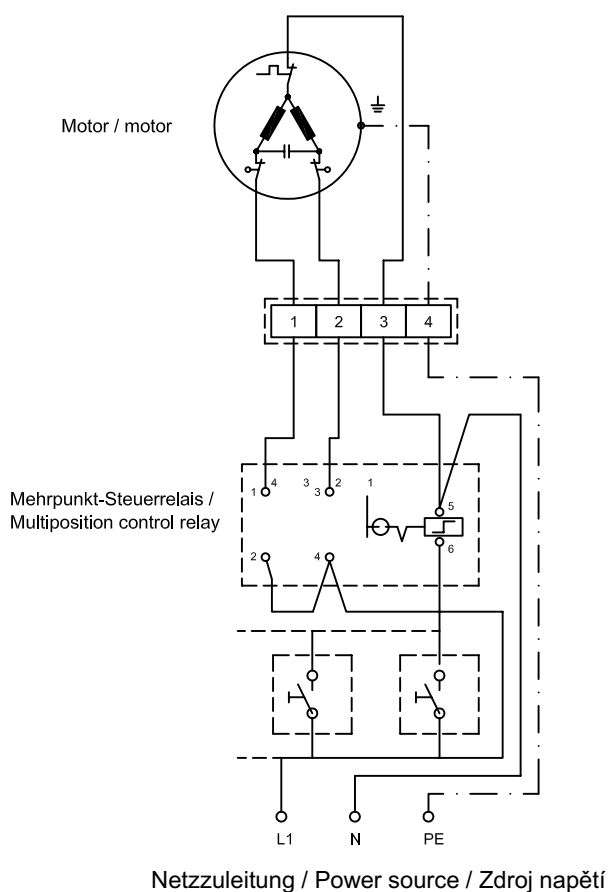 Motor / motor
1 2 3 4
Mehrpunkt-Steuerrelais /
Multiposition control relay
1 4 3 3 2 1 5
2 4 6
L1 N PE
Netzzuleitung / Power source / Zdroj napětí